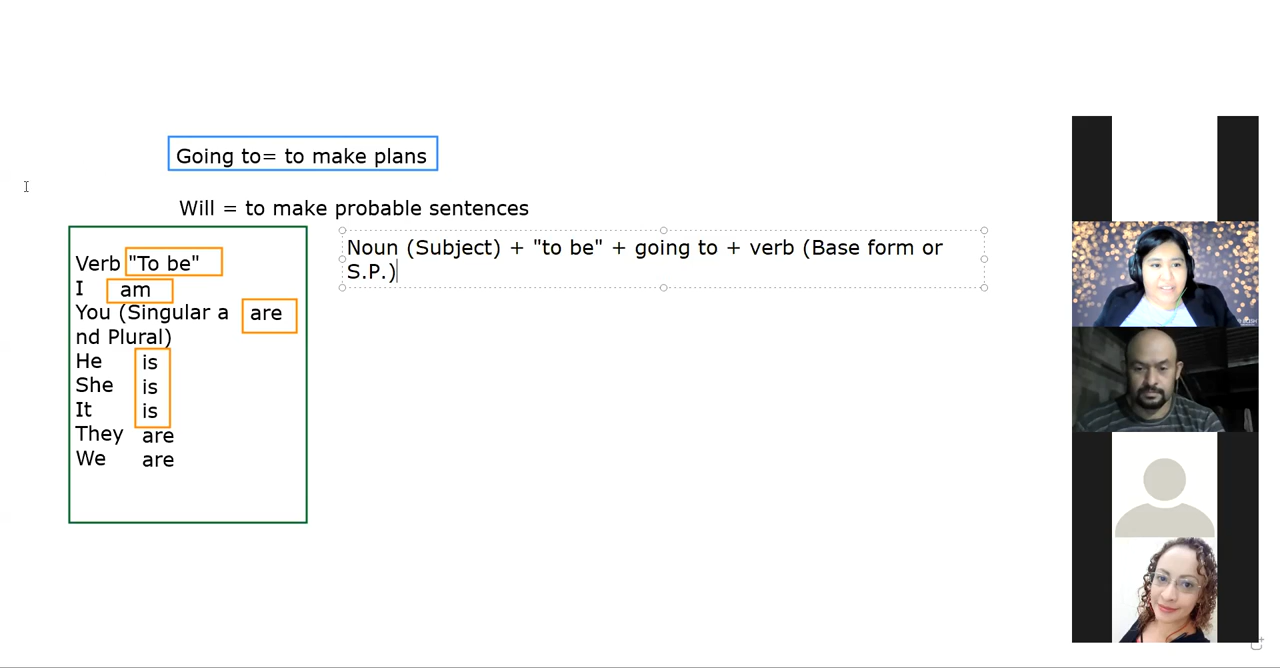 Going to= to make plans
Will = to make probable sentences
Noun (Subject) + "to be" + going to + verb (Base form or
S.P.)
Verb "To be"
I am
You (Singular a are
nd Plural)
He is
She is
It is
They are
We are